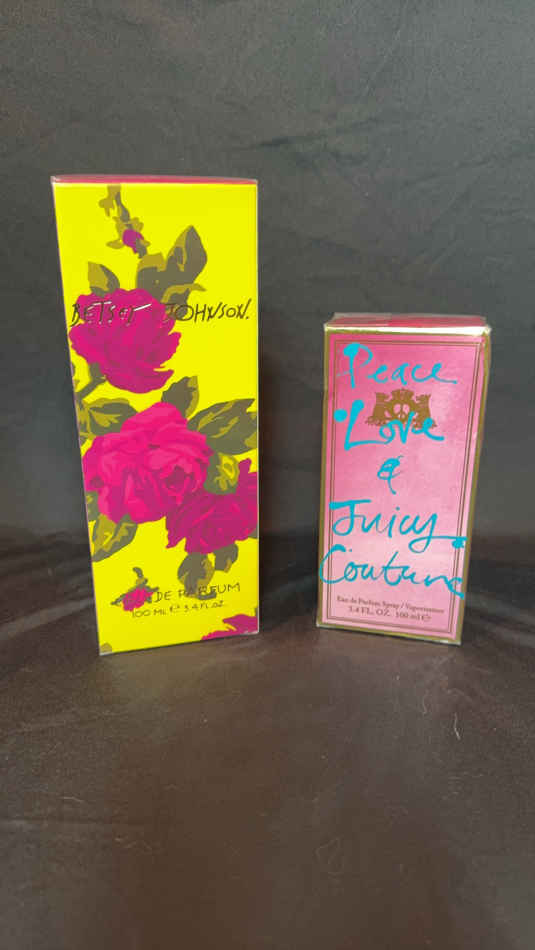 BETSEY JOHNSON.
EAU DE PARFUM
100 ML e 3.4 FL.OZ.
Peace
Love
&
Juicy
Couture
Eau de Parfum Spray / Vaporisateur
3.4 FL. OZ. 100 ml e